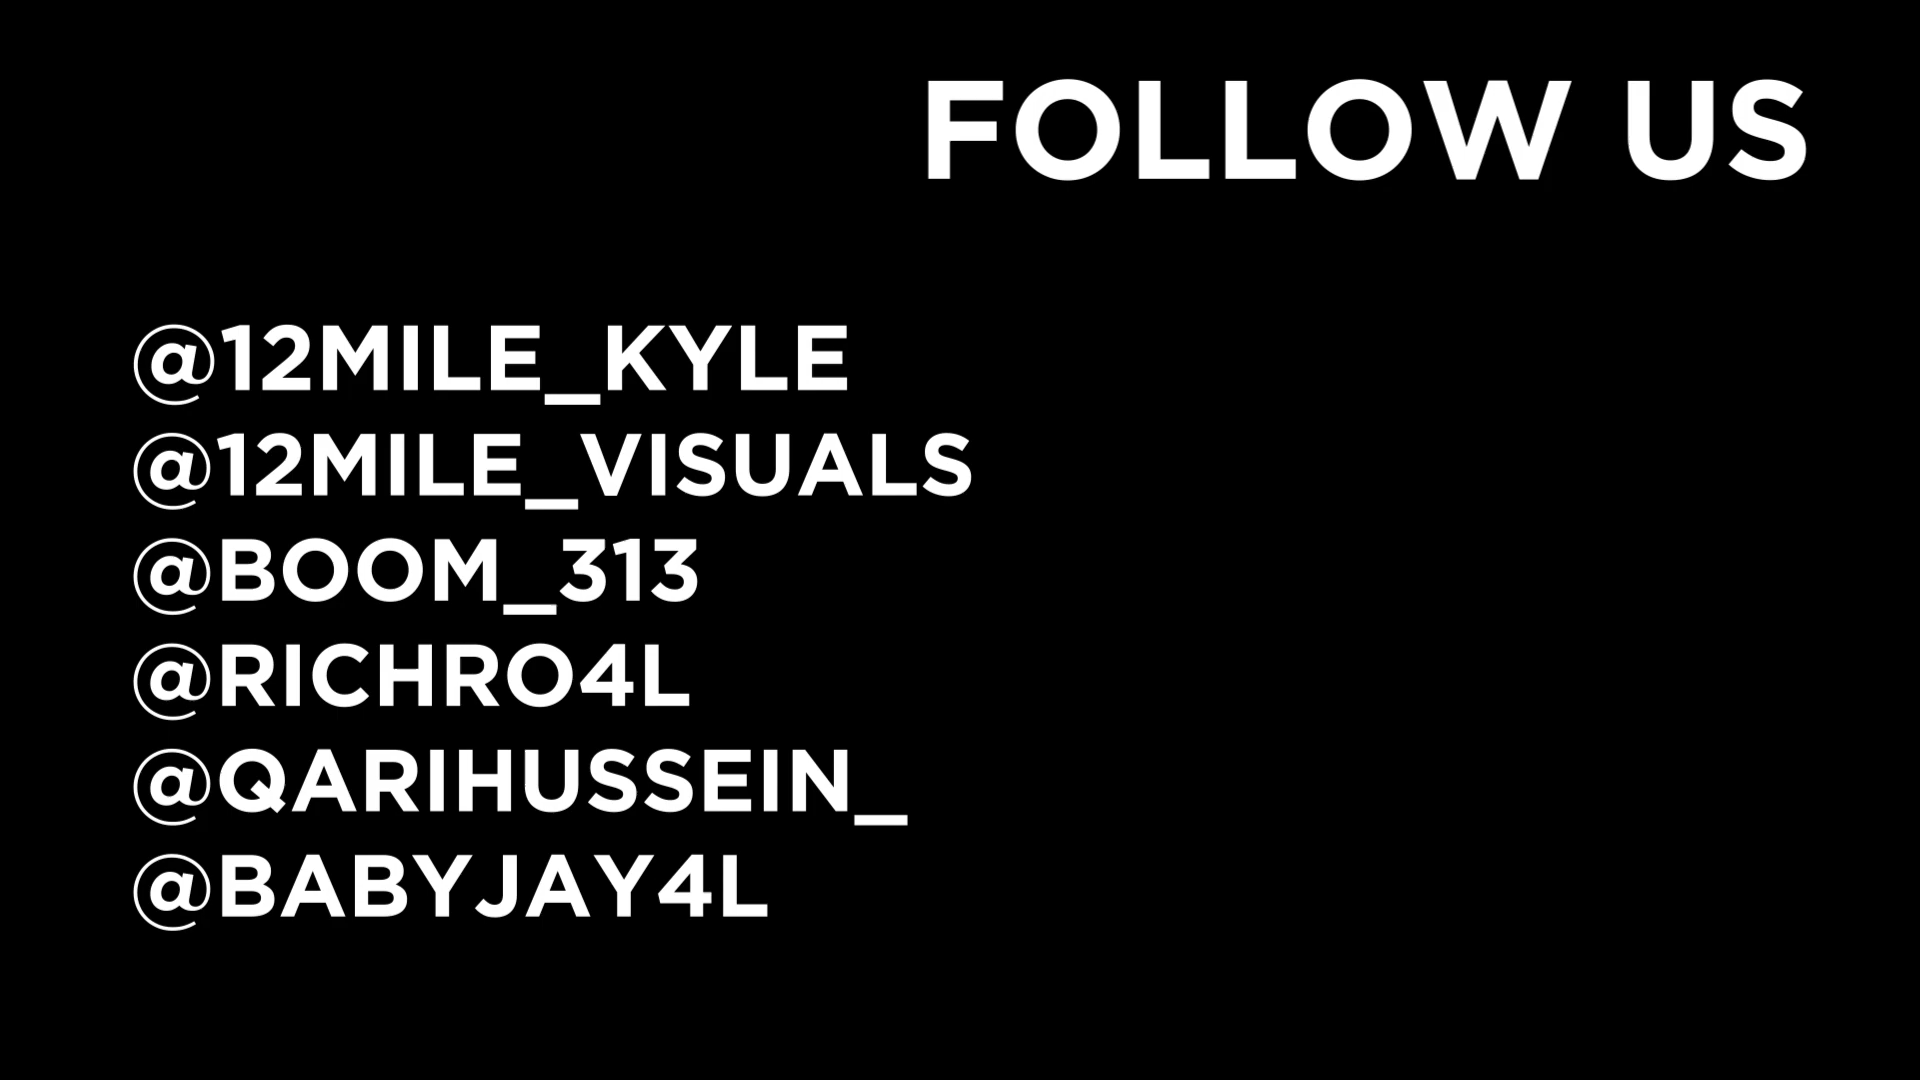 FOLLOW US
@12MILE_KYLE
@12MILE_VISUALS
@BOOM_313
@RICHRO4L
@QARIHUSSEIN_
@BABYJAY4L